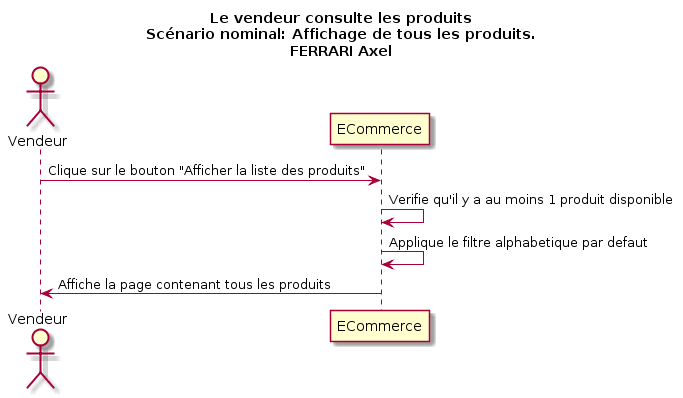 Le vendeur consulte les produits
Scénario nominal: Affichage de tous les produits.
FERRARI Axel
Vendeur
ECommerce
Clique sur le bouton "Afficher la liste des produits"
Verifie qu'il y a au moins 1 produit disponible
Applique le filtre alphabetique par defaut
Affiche la page contenant tous les produits
Vendeur
ECommerce